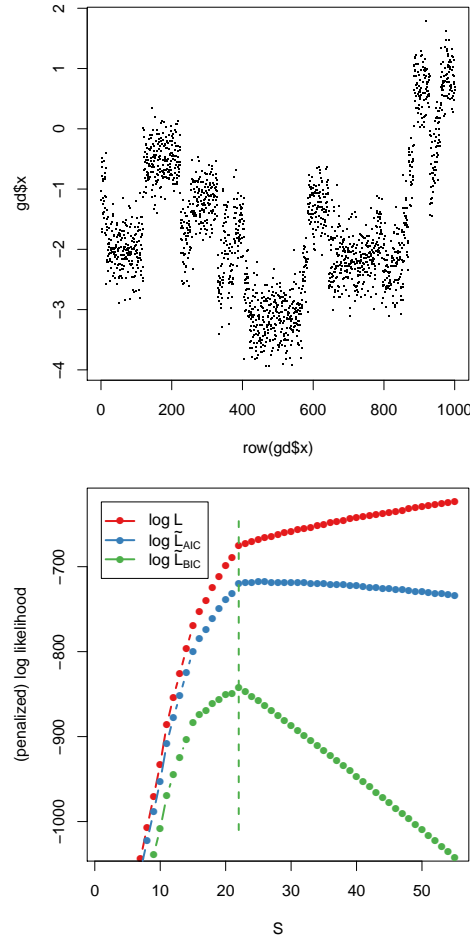 2
1
0
-1
-2
-3
-4
gd$x
0 200 400 600 800 1000
row(gd$x)
log L
log L̃AIC
log L̃BIC
-700
-800
-900
-1000
(penalized) log likelihood
0 10 20 30 40 50
S